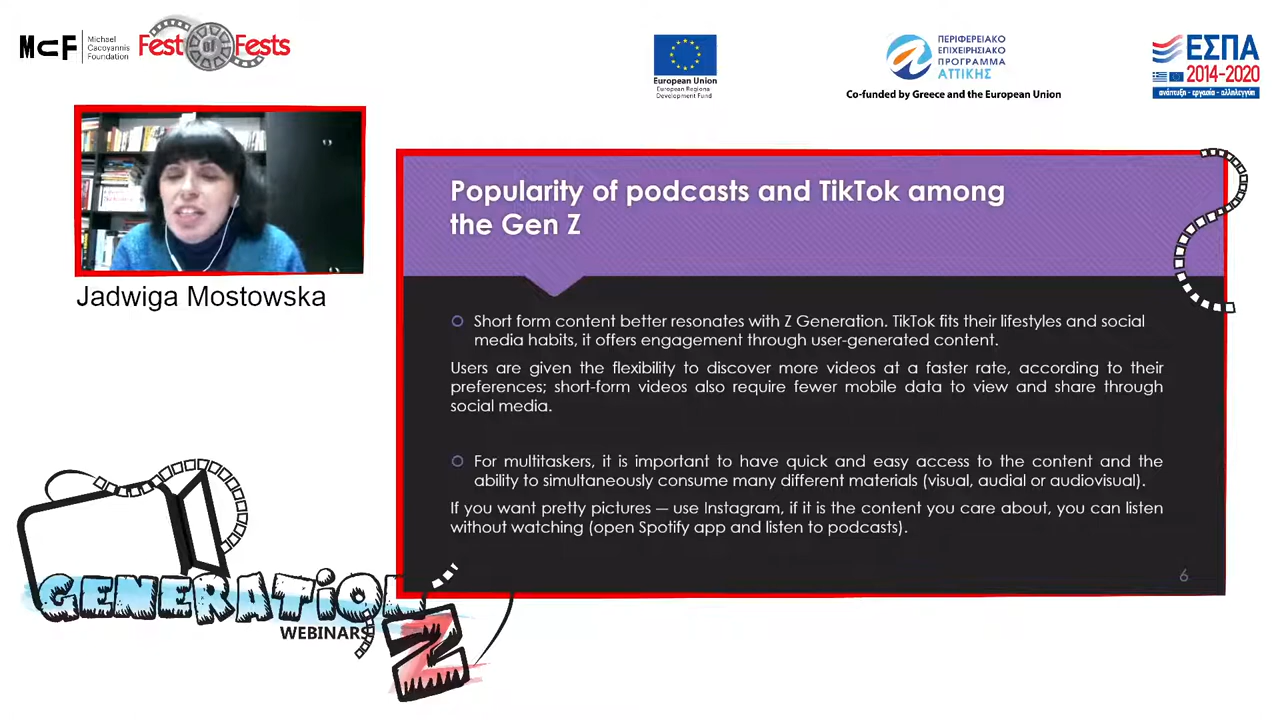 MCF
Michael
Cacoyannis
Foundation
Fest OF Fests
European Union
European Regional
Development Fund
ΠΕΡΙΦΕΡΕΙΑΚΟ
ΕΠΙΧΕΙΡΗΣΙΑΚΟ
ΠΡΟΓΡΑΜΜΑ
ΑΤΤΙΚΗΣ
Co-funded by Greece and the European Union
ΕΣΠΑ
2014-2020
ανάπτυξη - εργασία - αλληλεγγύη
Jadwiga Mostowska
Popularity of podcasts and TikTok among
the Gen Z
Short form content better resonates with Z Generation. TikTok fits their lifestyles and social
media habits, it offers engagement through user-generated content.
Users are given the flexibility to discover more videos at a faster rate, according to their
preferences; short-form videos also require fewer mobile data to view and share through
social media.
For multitaskers, it is important to have quick and easy access to the content and the
ability to simultaneously consume many different materials (visual, audial or audiovisual).
If you want pretty pictures — use Instagram, if it is the content you care about, you can listen
without watching (open Spotify app and listen to podcasts).
6
GENERATiON
WEBINARS
Z